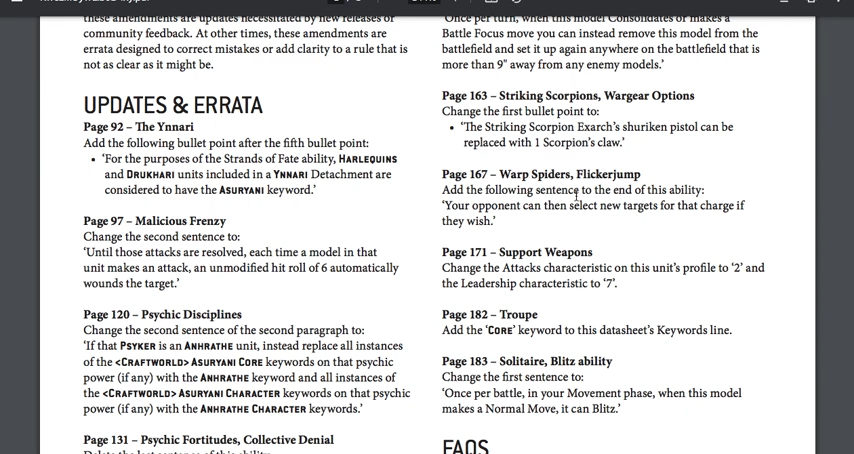 these amendments are updates necessitated by new releases or
community feedback. At other times, these amendments are
errata designed to correct mistakes or add clarity to a rule that is
not as clear as it might be.
UPDATES & ERRATA
Page 92 – The Ynnari
Add the following bullet point after the fifth bullet point:
• ‘For the purposes of the Strands of Fate ability, HARLEQUINS
and DRUKHARI units included in a YNNARI Detachment are
considered to have the ASURYANI keyword.’
Page 97 – Malicious Frenzy
Change the second sentence to:
‘Until those attacks are resolved, each time a model in that
unit makes an attack, an unmodified hit roll of 6 automatically
wounds the target.’
Page 120 – Psychic Disciplines
Change the second sentence of the second paragraph to:
‘If that PSYKER is an ANHRATHE unit, instead replace all instances
of the <CRAFTWORLD> ASURYANI CORE keywords on that psychic
power (if any) with the ANHRATHE keyword and all instances of
the <CRAFTWORLD> ASURYANI CHARACTER keywords on that psychic
power (if any) with the ANHRATHE CHARACTER keywords.’
Page 131 – Psychic Fortitudes, Collective Denial
Delete the last sentence of this ability.
‘Once per turn, when this model Consolidates or makes a
Battle Focus move you can instead remove this model from the
battlefield and set it up again anywhere on the battlefield that is
more than 9" away from any enemy models.’
Page 163 – Striking Scorpions, Wargear Options
Change the first bullet point to:
• ‘The Striking Scorpion Exarch’s shuriken pistol can be
replaced with 1 Scorpion’s claw.’
Page 167 – Warp Spiders, Flickerjump
Add the following sentence to the end of this ability:
‘Your opponent can then select new targets for that charge if
they wish.’
Page 171 – Support Weapons
Change the Attacks characteristic on this unit’s profile to ‘2’ and
the Leadership characteristic to ‘7’.
Page 182 – Troupe
Add the ‘CORE’ keyword to this datasheet’s Keywords line.
Page 183 – Solitaire, Blitz ability
Change the first sentence to:
‘Once per battle, in your Movement phase, when this model
makes a Normal Move, it can Blitz.’
FAQS